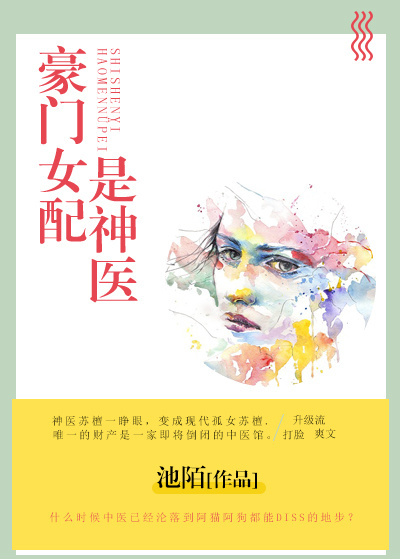 豪门女配
是神医
SHISHENYI
HAOMENNÜPEI
神医苏檀一睁眼，变成现代孤女苏檀，/ 升级流
唯一的财产是一家即将倒闭的中医馆。/ 打脸 爽文
池陌[作品]
什么时候中医已经沦落到阿猫阿狗都能DISS的地步？